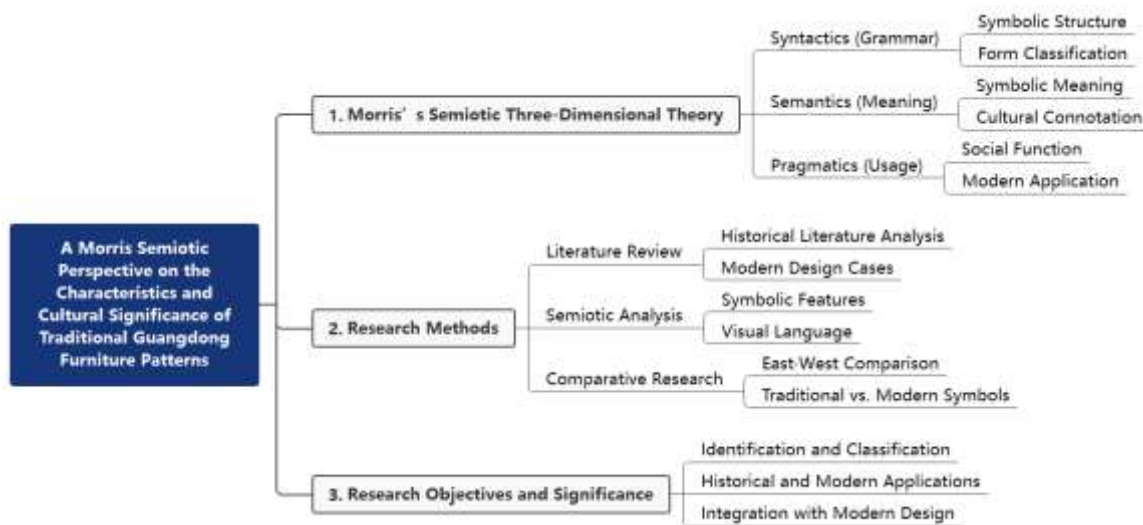 A Morris Semiotic
Perspective on the
Characteristics and
Cultural Significance of
Traditional Guangdong
Furniture Patterns
1. Morris’ s Semiotic Three-Dimensional Theory
Syntactics (Grammar)
Symbolic Structure
Form Classification
Semantics (Meaning)
Symbolic Meaning
Cultural Connotation
Pragmatics (Usage)
Social Function
Modern Application
2. Research Methods
Literature Review
Historical Literature Analysis
Modern Design Cases
Semiotic Analysis
Symbolic Features
Visual Language
Comparative Research
East-West Comparison
Traditional vs. Modern Symbols
3. Research Objectives and Significance
Identification and Classification
Historical and Modern Applications
Integration with Modern Design